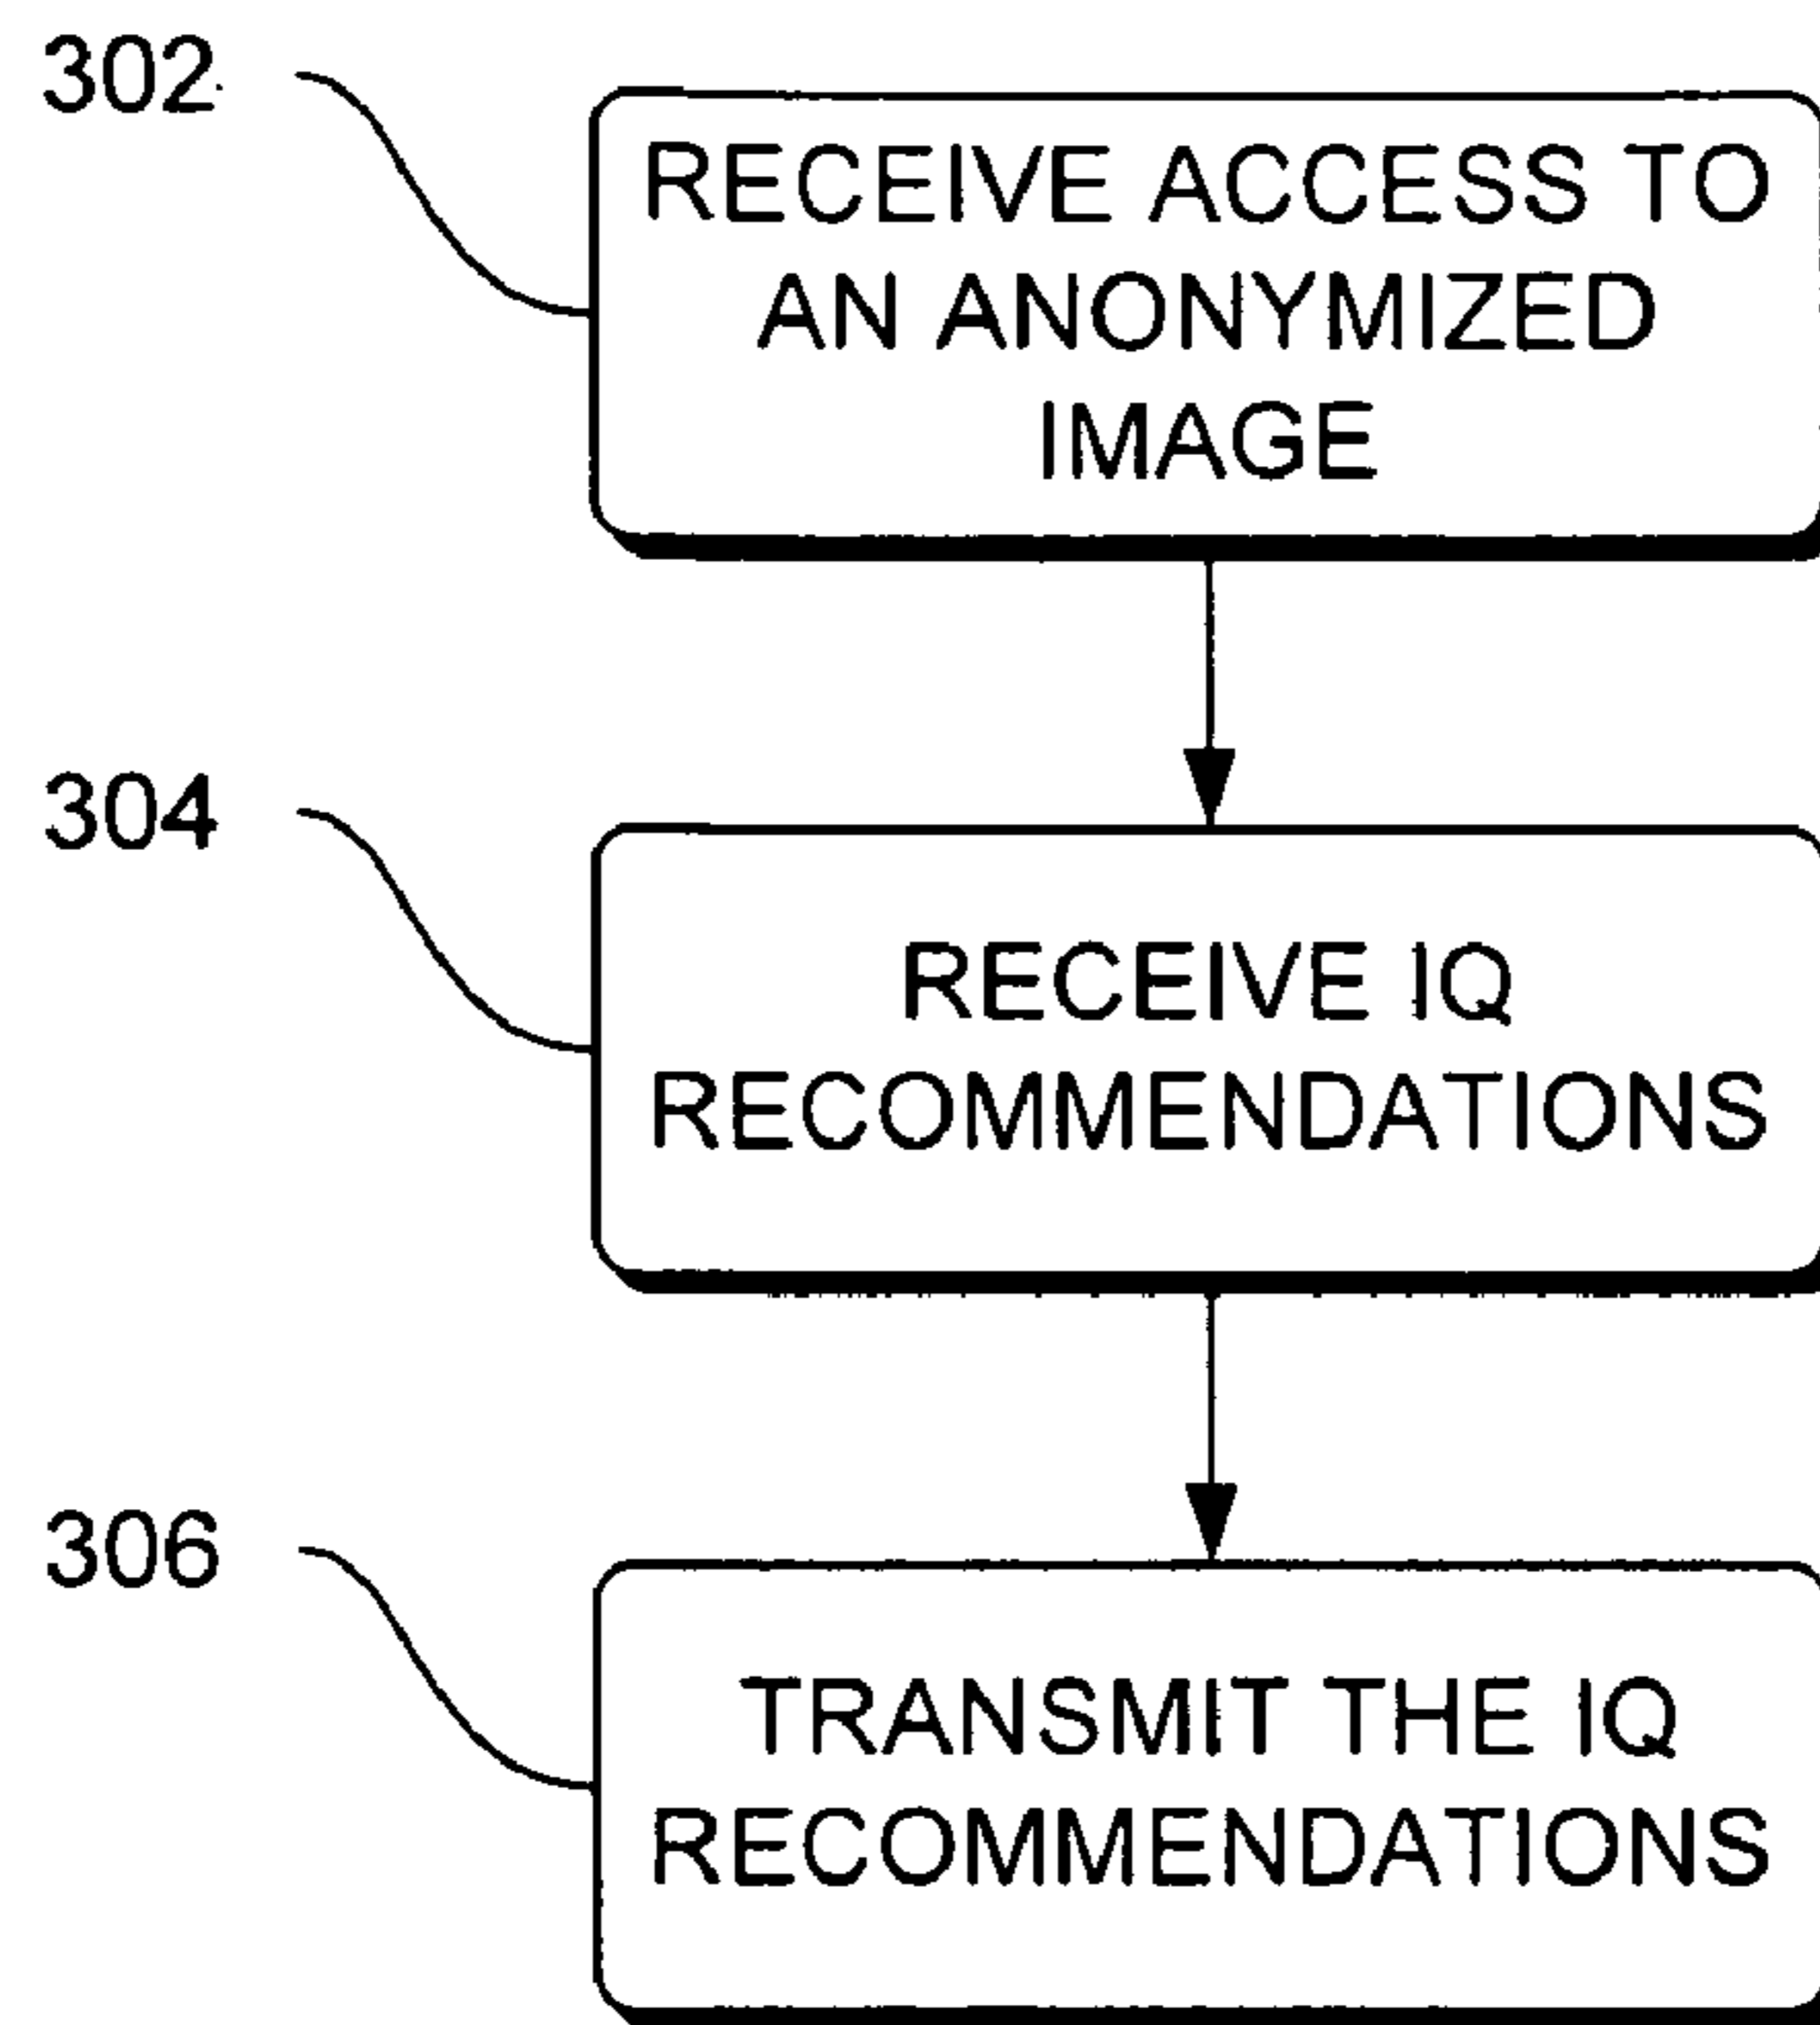 302
RECEIVE ACCESS TO
AN ANONYMIZED
IMAGE
304
RECEIVE IQ
RECOMMENDATIONS
306
TRANSMIT THE IQ
RECOMMENDATIONS